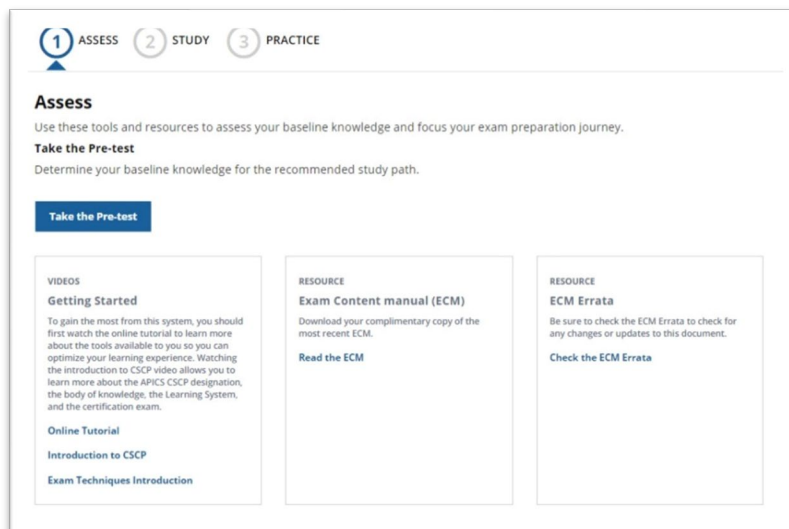 1 ASSESS 2 STUDY 3 PRACTICE
Assess
Use these tools and resources to assess your baseline knowledge and focus your exam preparation journey.
Take the Pre-test
Determine your baseline knowledge for the recommended study path.
Take the Pre-test
VIDEOS
Getting Started
To gain the most from this system, you should
first watch the online tutorial to learn more
about the tools available to you so you can
optimize your learning experience. Watching
the introduction to CSCP video allows you to
learn more about the APICS CSCP designation,
the body of knowledge, the Learning System,
and the certification exam.
Online Tutorial
Introduction to CSCP
Exam Techniques Introduction
RESOURCE
Exam Content manual (ECM)
Download your complimentary copy of the
most recent ECM.
Read the ECM
RESOURCE
ECM Errata
Be sure to check the ECM Errata to check for
any changes or updates to this document.
Check the ECM Errata